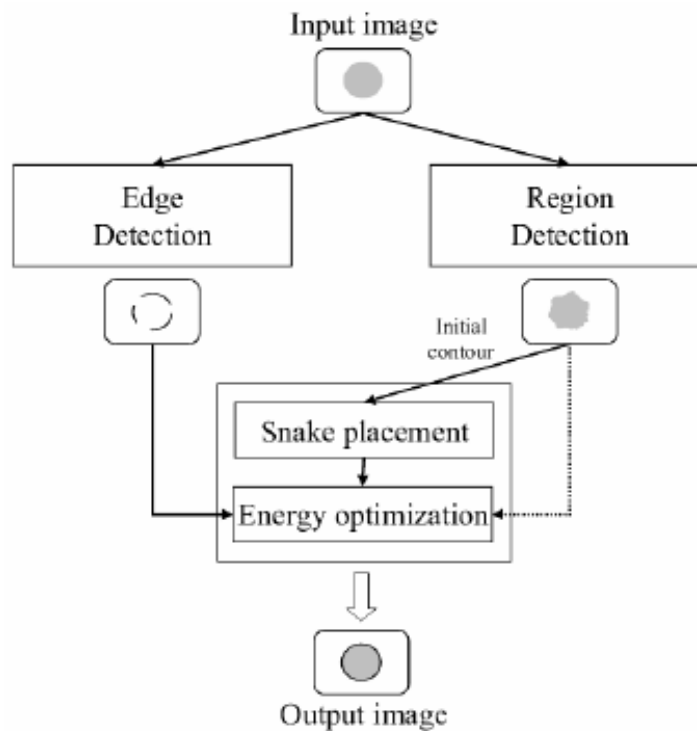 Input image
Edge
Detection
Region
Detection
Initial
contour
Snake placement
Energy optimization
Output image